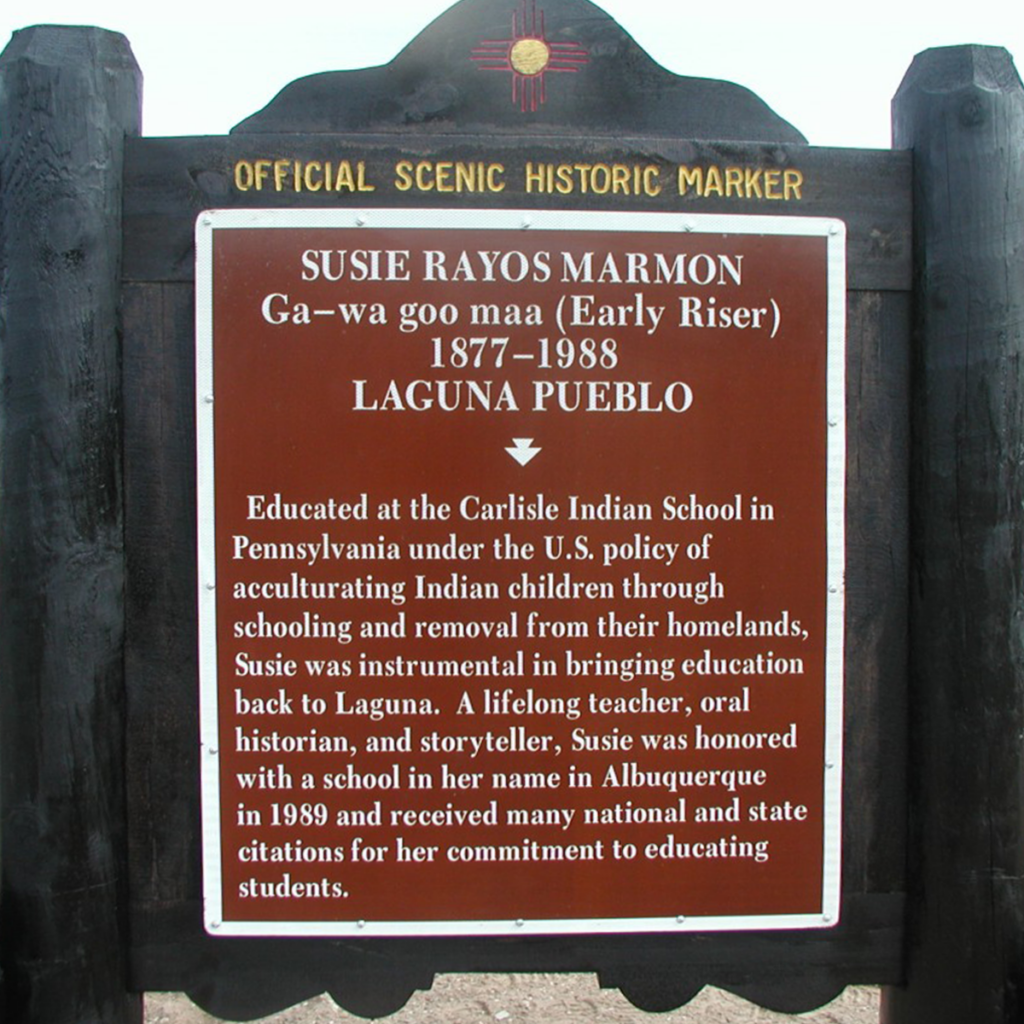 OFFICIAL SCENIC HISTORIC MARKER
SUSIE RAYOS MARMON
Ga–wa goo maa (Early Riser)
1877–1988
LAGUNA PUEBLO
Educated at the Carlisle Indian School in
Pennsylvania under the U.S. policy of
acculturating Indian children through
schooling and removal from their homelands,
Susie was instrumental in bringing education
back to Laguna. A lifelong teacher, oral
historian, and storyteller, Susie was honored
with a school in her name in Albuquerque
in 1989 and received many national and state
citations for her commitment to educating
students.